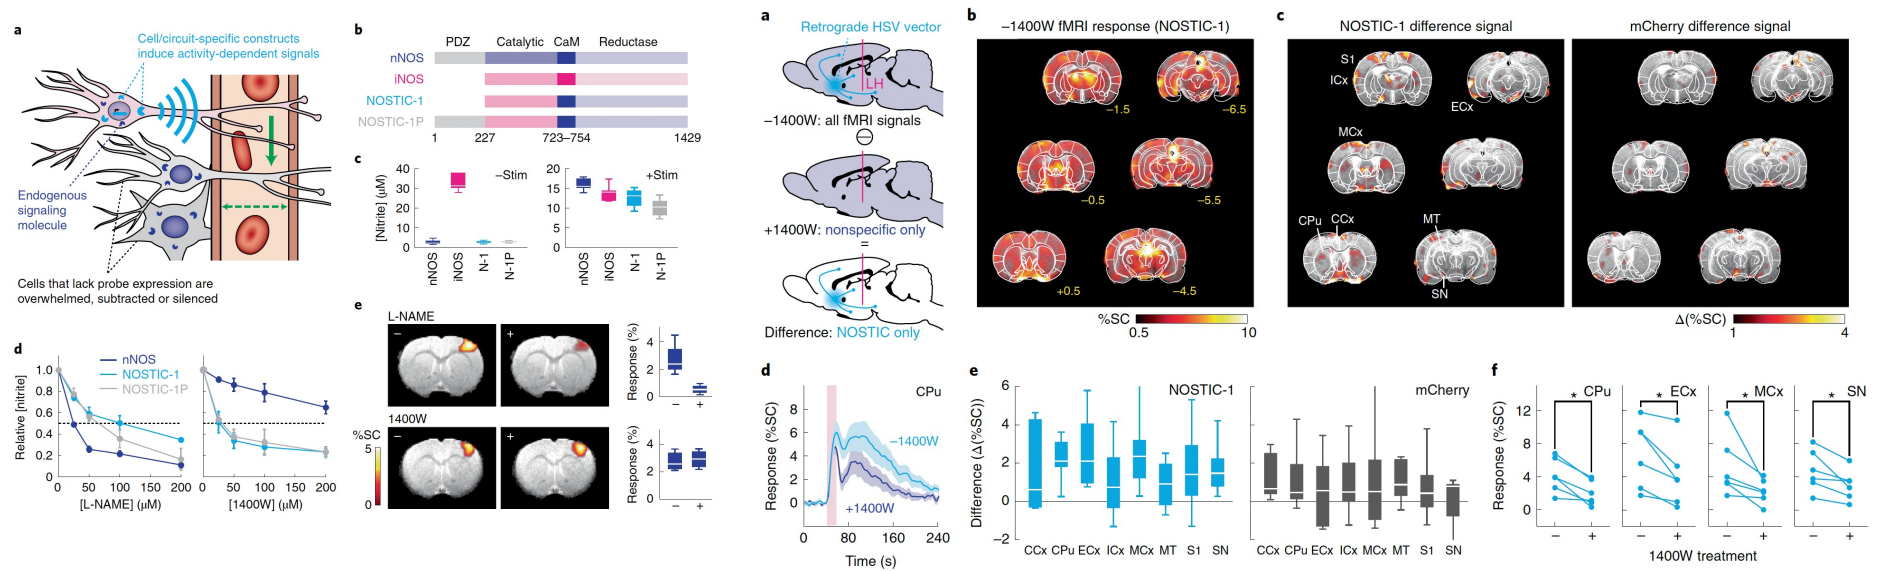 a
Cell/circuit-specific constructs
induce activity-dependent signals
Endogenous
signaling
molecule
Cells that lack probe expression are
overwhelmed, subtracted or silenced
b
PDZ Catalytic CaM Reductase
nNOS
iNOS
NOSTIC-1
NOSTIC-1P
1 227 723–754 1429
c
[Nitrite] (μM)
40
30
20
10
0
–Stim
nNOS
iNOS
N-1
N-1P
20
15
10
5
0
+Stim
nNOS
iNOS
N-1
N-1P
d
Relative [nitrite]
1.0
0.8
0.6
0.4
0.2
0
nNOS
NOSTIC-1
NOSTIC-1P
0 50 100 150 200
[L-NAME] (μM)
0 50 100 150 200
[1400W] (μM)
e
L-NAME
– +
Response (%)
4
2
0
– +
1400W
– +
%SC
5
0
Response (%)
4
2
0
– +
a
Retrograde HSV vector
LH
–1400W: all fMRI signals
+1400W: nonspecific only
=
Difference: NOSTIC only
b
–1400W fMRI response (NOSTIC-1)
–1.5
–6.5
–0.5
–5.5
+0.5
–4.5
%SC
0.5 10
c
NOSTIC-1 difference signal
mCherry difference signal
S1
ICx
ECx
MCx
CPu
CCx
MT
SN
Δ(%SC)
1 4
d
CPu
Response (%SC)
8
6
4
2
0
–1400W
+1400W
0 80 160 240
Time (s)
e
Difference (Δ(%SC))
6
4
2
0
–2
NOSTIC-1
CCx CPu ECx ICx MCx MT S1 SN
mCherry
CCx CPu ECx ICx MCx MT S1 SN
f
Response (%SC)
12
8
4
0
* CPu
* ECx
* MCx
* SN
– + – + – + – +
1400W treatment